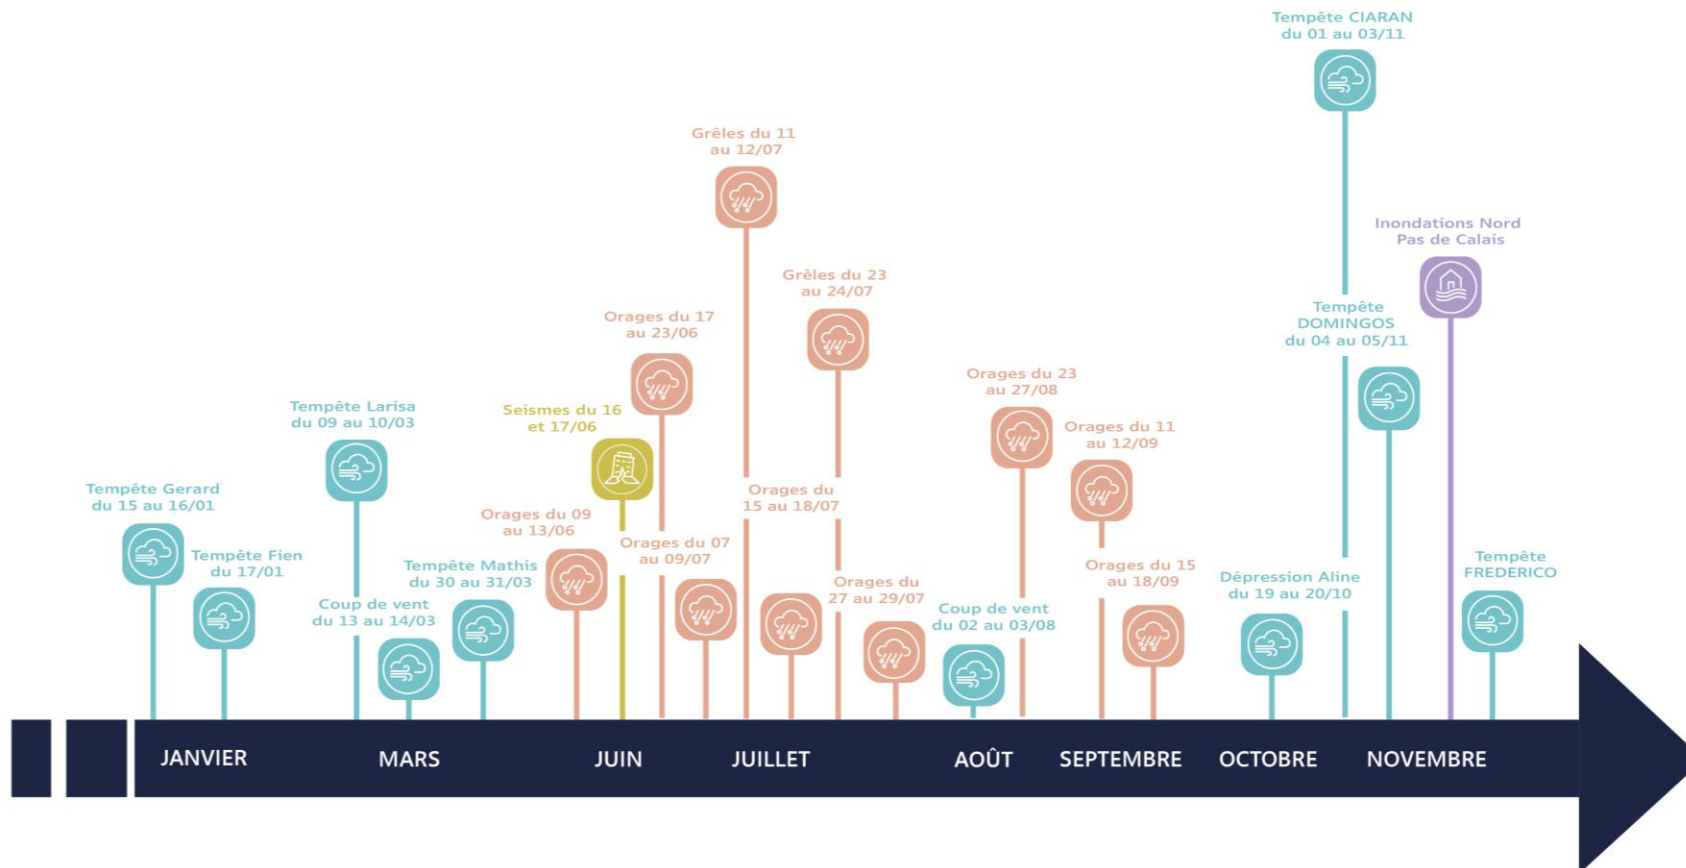 Tempête CIARAN
du 01 au 03/11
Grêles du 11
au 12/07
Inondations Nord
Pas de Calais
Grêles du 23
au 24/07
Tempête
DOMINGOS
du 04 au 05/11
Orages du 17
au 23/06
Orages du 23
au 27/08
Tempête Larisa
du 09 au 10/03
Seismes du 16
et 17/06
Orages du 11
au 12/09
Tempête Gerard
du 15 au 16/01
Orages du
15 au 18/07
Orages du 09
au 13/06
Orages du 07
au 09/07
Tempête Fien
du 17/01
Tempête Mathis
du 30 au 31/03
Orages du 15
au 18/09
Tempête
FREDERICO
Orages du
27 au 29/07
Dépression Aline
du 19 au 20/10
Coup de vent
du 13 au 14/03
Coup de vent
du 02 au 03/08
JANVIER
MARS
JUIN
JUILLET
AOÛT
SEPTEMBRE
OCTOBRE
NOVEMBRE